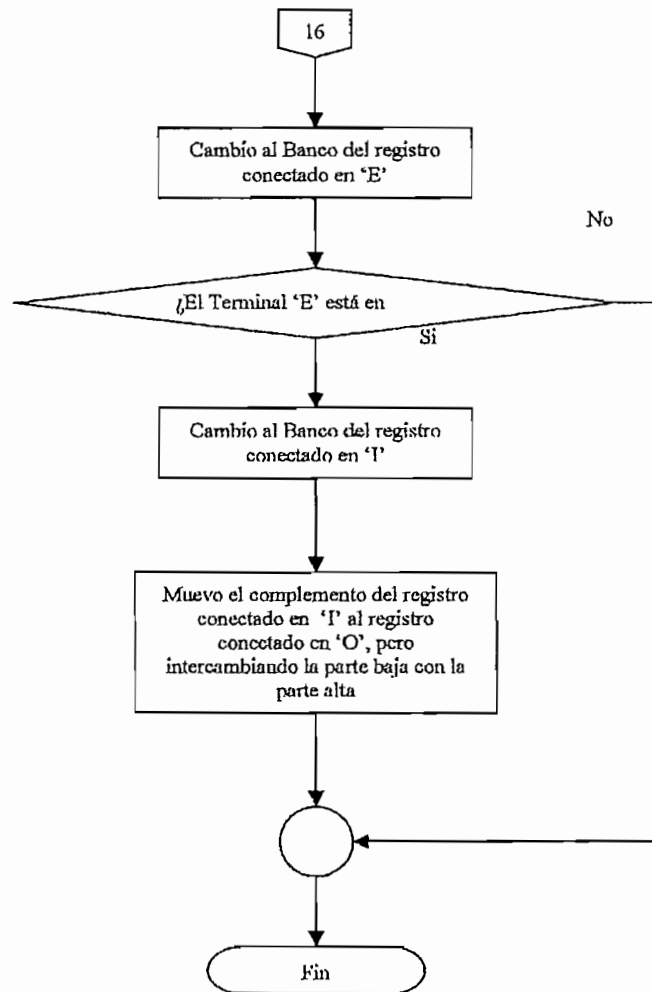 16
Cambio al Banco del registro
conectado en ‘E’
No
¿El Terminal ‘E’ está en
Si
Cambio al Banco del registro
conectado en ‘I’
Muevo el complemento del registro
conectado en ‘I’ al registro
conectado en ‘O’, pero
intercambiando la parte baja con la
parte alta
Fin